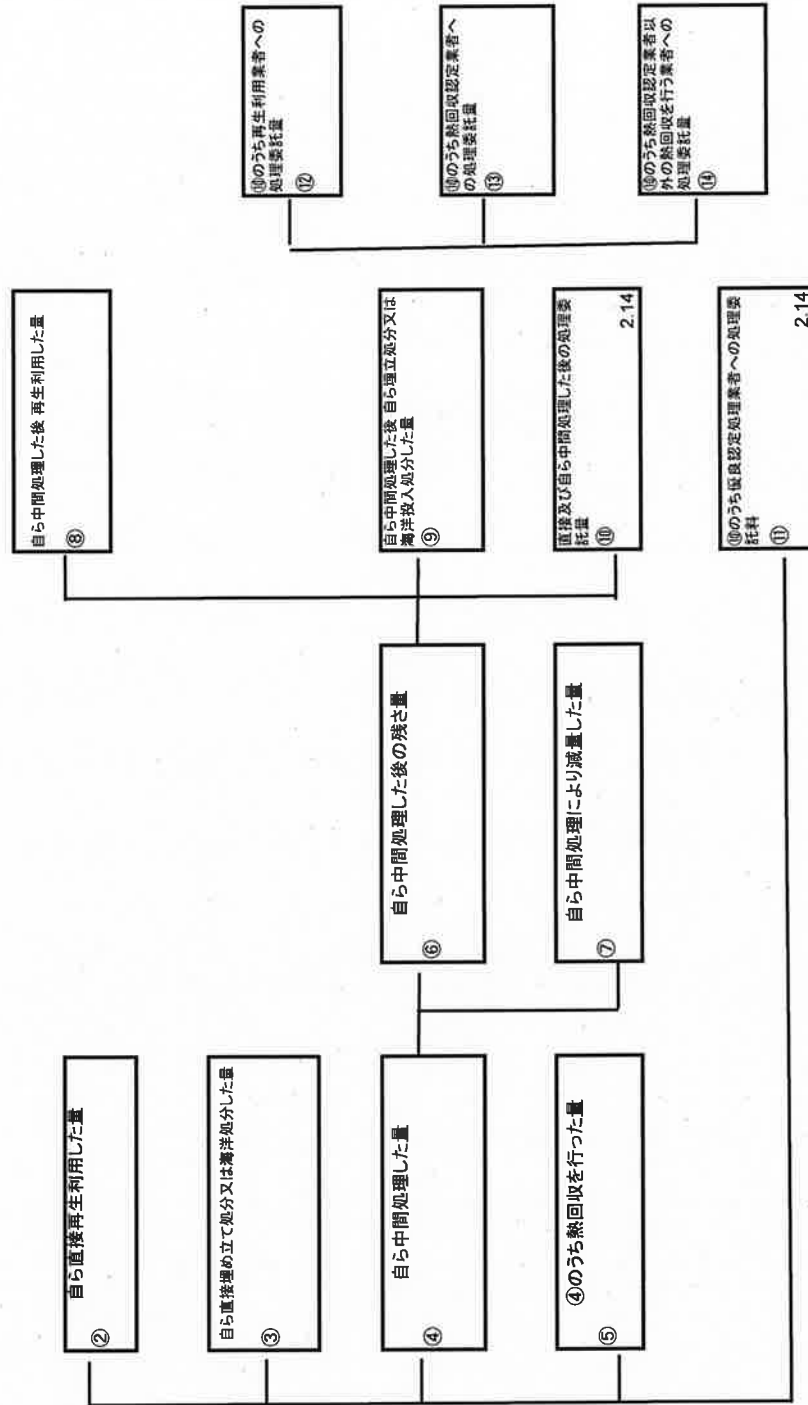 自ら直接再生利用した量
②
自ら直接埋め立て処分又は海洋処分した量
③
自ら中間処理した量
④
④のうち熱回収を行った量
⑤
自ら中間処理した後の残さ量
⑥
自ら中間処理により減量した量
⑦
自ら中間処理した後 再生利用した量
⑧
自ら中間処理した後 自ら埋立処分又は
海洋投入処分した量
⑨
直接及び自ら中間処理した後の処理委
託量
⑩
2.14
⑩のうち優良認定処理業者への処理委
託料
⑪
2.14
⑩のうち再生利用業者への
処理委託量
⑫
⑩のうち熱回収認定業者へ
の処理委託量
⑬
⑩のうち熱回収認定業者以
外の熱回収を行う業者への
処理委託量
⑭